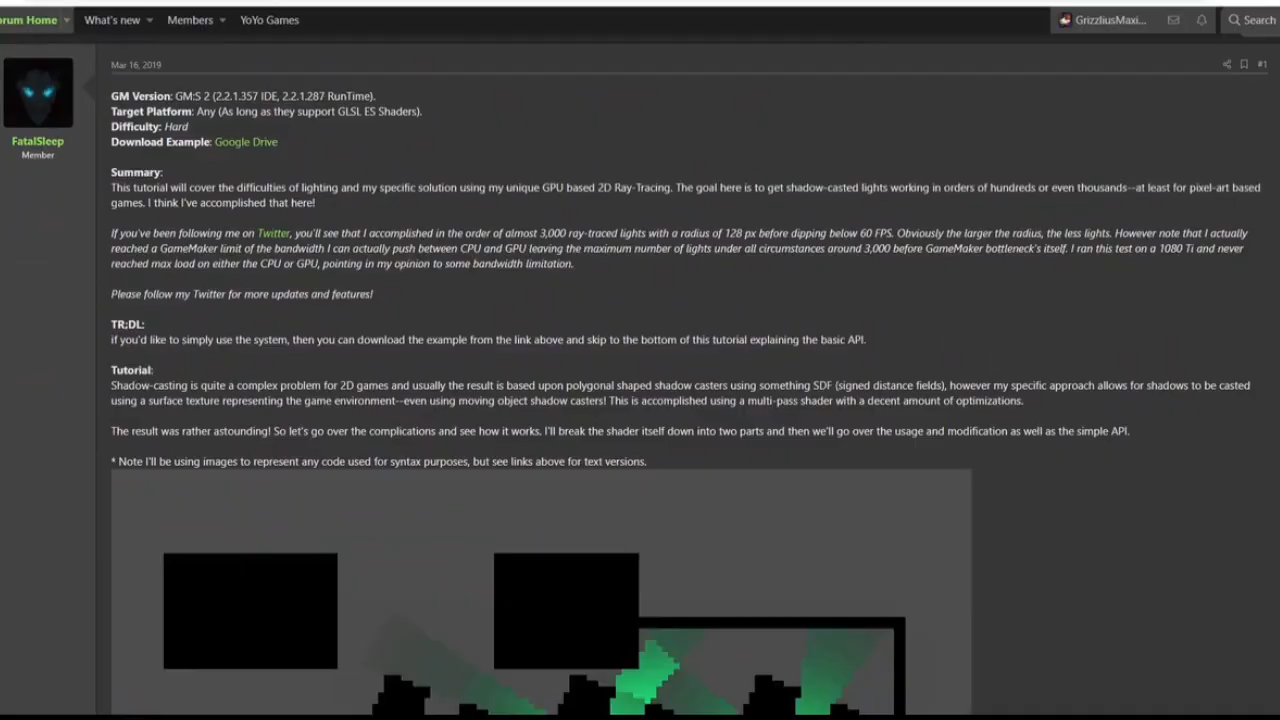 orum Home What's new Members YoYo Games GrizzliusMaxi... Search
Mar 16, 2019 #1
GM Version: GM:S 2 (2.2.1.357 IDE, 2.2.1.287 RunTime).
Target Platform: Any (As long as they support GLSL ES Shaders).
Difficulty: Hard
FatalSleep
Download Example: Google Drive
Member
Summary:
This tutorial will cover the difficulties of lighting and my specific solution using my unique GPU based 2D Ray-Tracing. The goal here is to get shadow-casted lights working in orders of hundreds or even thousands--at least for pixel-art based
games. I think I've accomplished that here!
If you've been following me on Twitter, you'll see that I accomplished in the order of almost 3,000 ray-traced lights with a radius of 128 px before dipping below 60 FPS. Obviously the larger the radius, the less lights. However note that I actually
reached a GameMaker limit of the bandwidth I can actually push between CPU and GPU leaving the maximum number of lights under all circumstances around 3,000 before GameMaker bottleneck's itself. I ran this test on a 1080 Ti and never
reached max load on either the CPU or GPU, pointing in my opinion to some bandwidth limitation.
Please follow my Twitter for more updates and features!
TR;DL:
if you'd like to simply use the system, then you can download the example from the link above and skip to the bottom of this tutorial explaining the basic API.
Tutorial:
Shadow-casting is quite a complex problem for 2D games and usually the result is based upon polygonal shaped shadow casters using something SDF (signed distance fields), however my specific approach allows for shadows to be casted
using a surface texture representing the game environment--even using moving object shadow casters! This is accomplished using a multi-pass shader with a decent amount of optimizations.
The result was rather astounding! So let's go over the complications and see how it works. I'll break the shader itself down into two parts and then we'll go over the usage and modification as well as the simple API.
* Note I'll be using images to represent any code used for syntax purposes, but see links above for text versions.